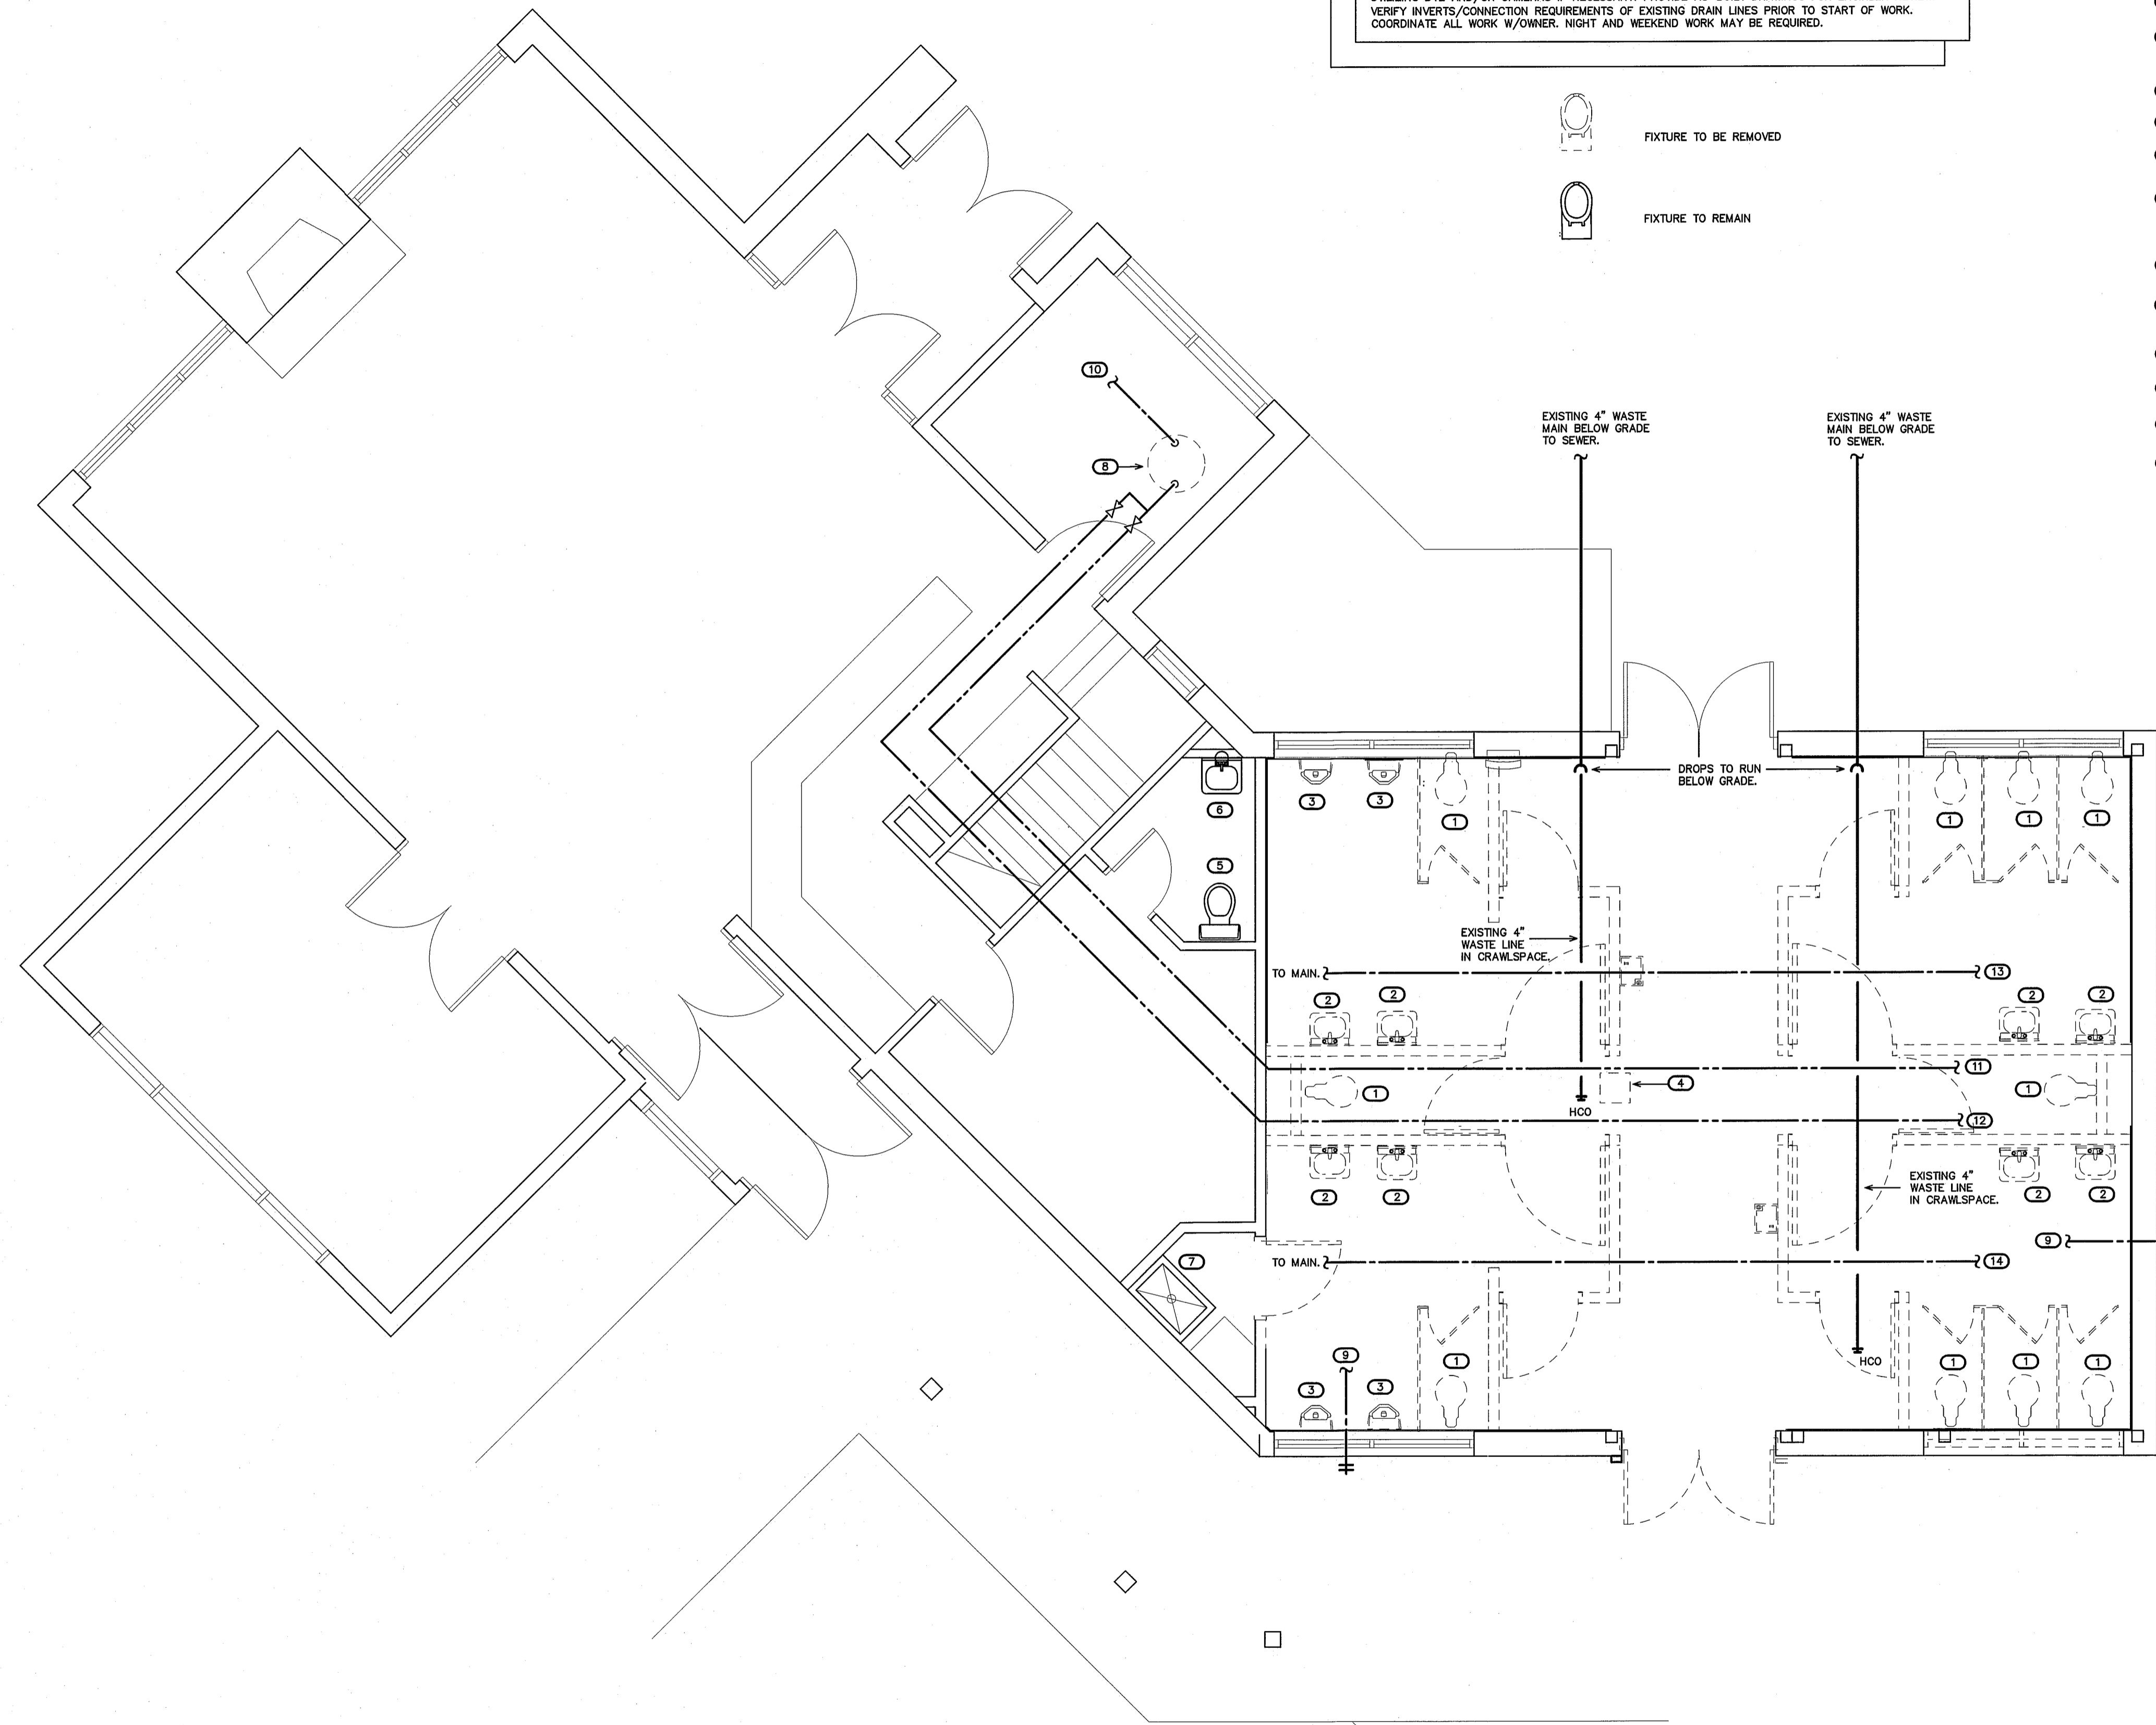 VERIFY INVERTS/CONNECTION REQUIREMENTS OF EXISTING DRAIN LINES PRIOR TO START OF WORK.
COORDINATE ALL WORK W/OWNER. NIGHT AND WEEKEND WORK MAY BE REQUIRED.
FIXTURE TO BE REMOVED
FIXTURE TO REMAIN
10
8
EXISTING 4" WASTE
MAIN BELOW GRADE
TO SEWER.
EXISTING 4" WASTE
MAIN BELOW GRADE
TO SEWER.
DROPS TO RUN
BELOW GRADE.
6
3
3
1
1
1
1
5
EXISTING 4"
WASTE LINE
IN CRAWLSPACE.
TO MAIN.
13
2
2
2
2
11
1
4
1
HCO
12
2
2
EXISTING 4"
WASTE LINE
IN CRAWLSPACE.
2
2
9
7
TO MAIN.
14
9
1
HCO
1
1
1
3
3